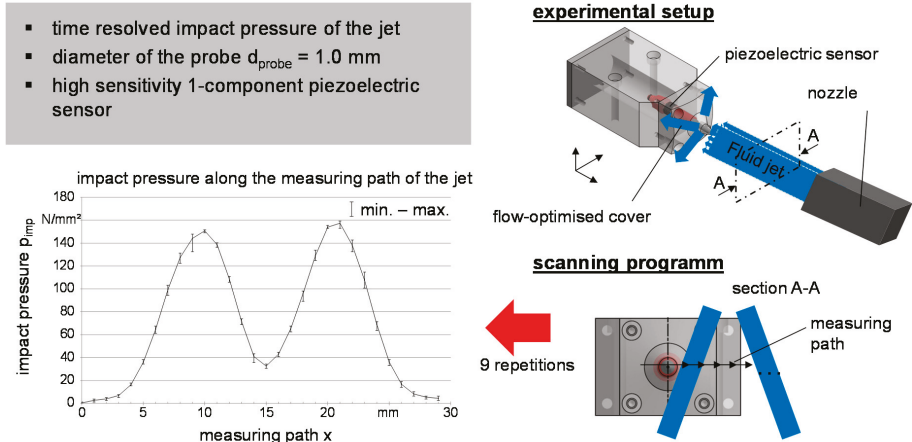 ▪ time resolved impact pressure of the jet
▪ diameter of the probe dprobe = 1.0 mm
▪ high sensitivity 1-component piezoelectric
sensor
experimental setup
piezoelectric sensor
nozzle
A
Fluid jet
A
flow-optimised cover
impact pressure along the measuring path of the jet
min. – max.
impact pressure pimp
180
N/mm²
140
120
100
80
60
40
20
0
0 5 10 15 20 mm 30
measuring path x
scanning programm
section A-A
measuring
path
9 repetitions